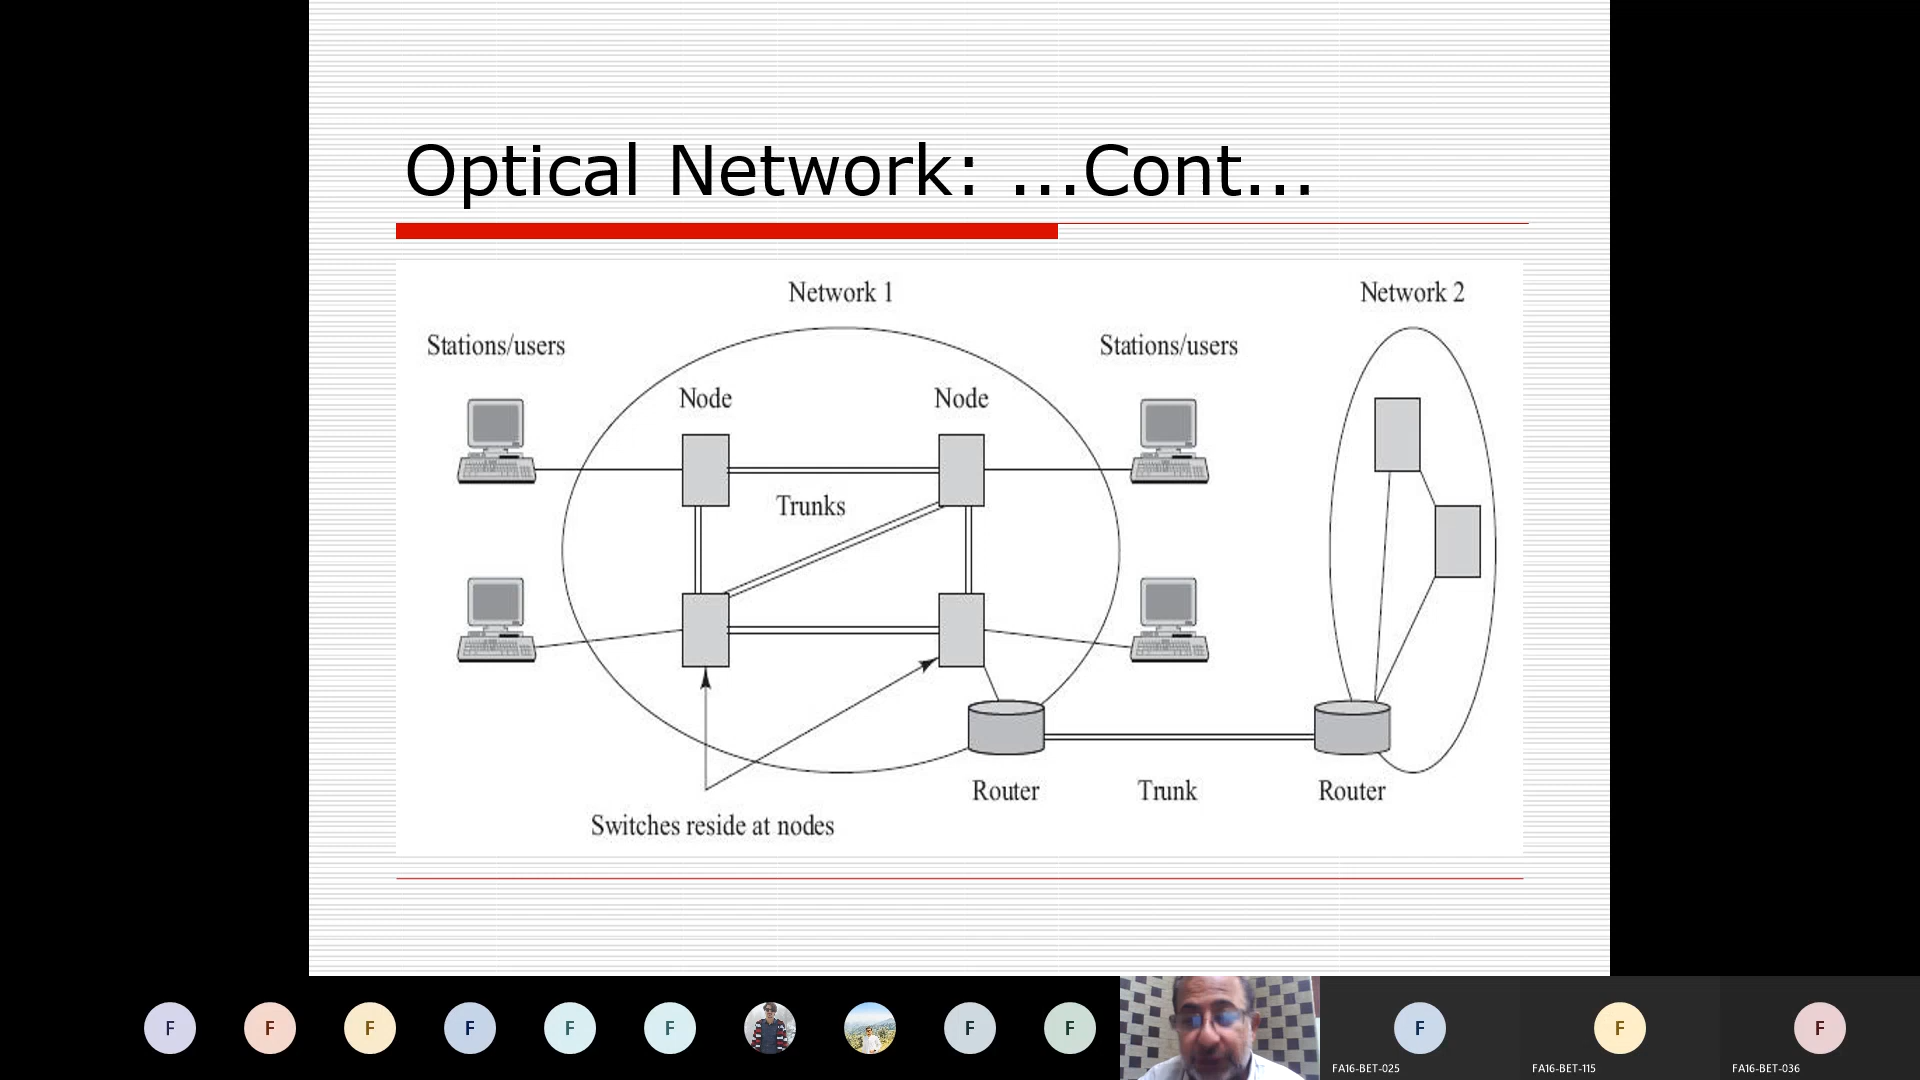 Optical Network: ...Cont...
Network 1
Network 2
Stations/users
Stations/users
Node
Node
Trunks
Router
Trunk
Router
Switches reside at nodes
F
F
F
F
F
F
F
F
F
F
F
FA16-BET-025
FA16-BET-115
FA16-BET-036